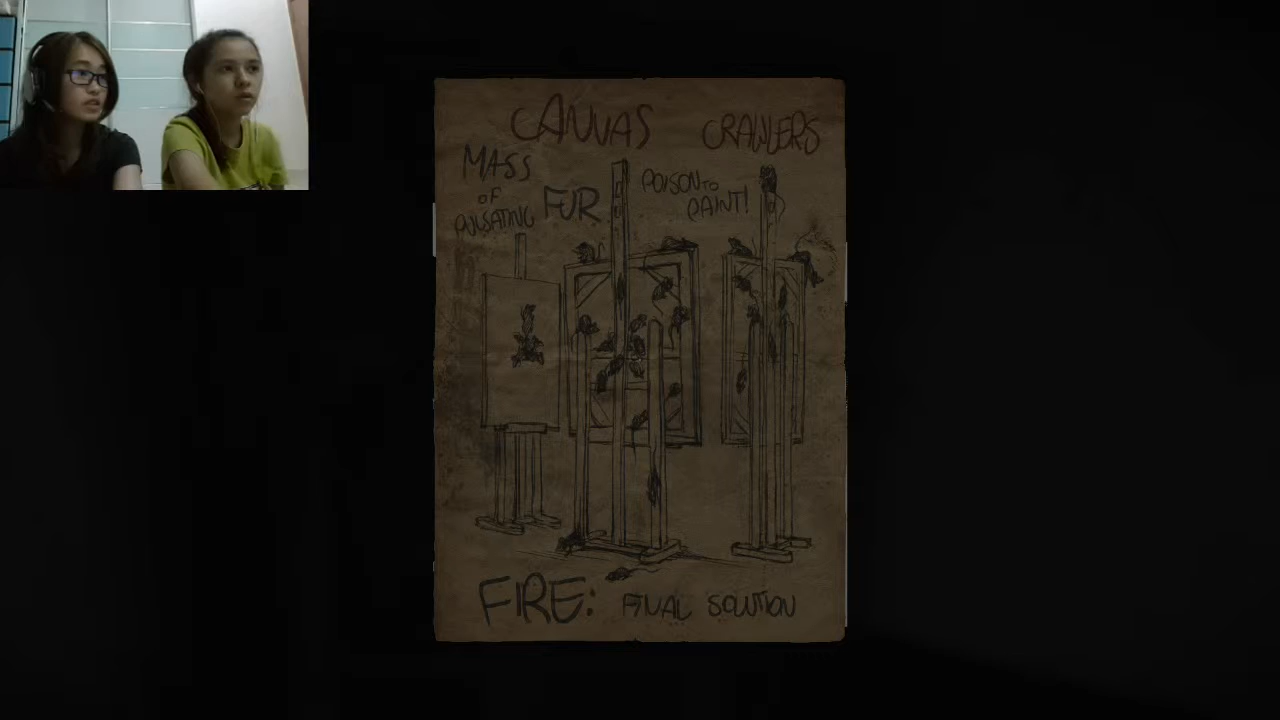 CANVAS CRAWLERS
MASS
OF
PULSATING FUR
POISON TO
PAINT!
FIRE: FINAL SOLUTION